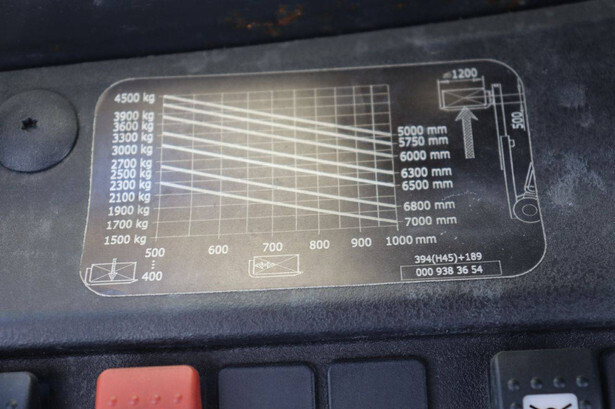 4500 kg
3900 kg
3600 kg
3300 kg
3000 kg
2700 kg
2500 kg
2300 kg
2100 kg
1900 kg
1700 kg
1500 kg
5000 mm
5750 mm
6000 mm
6300 mm
6500 mm
6800 mm
7000 mm
500 600 700 800 900 1000 mm
400
1200
500
394(H45)+189
000 938 36 54